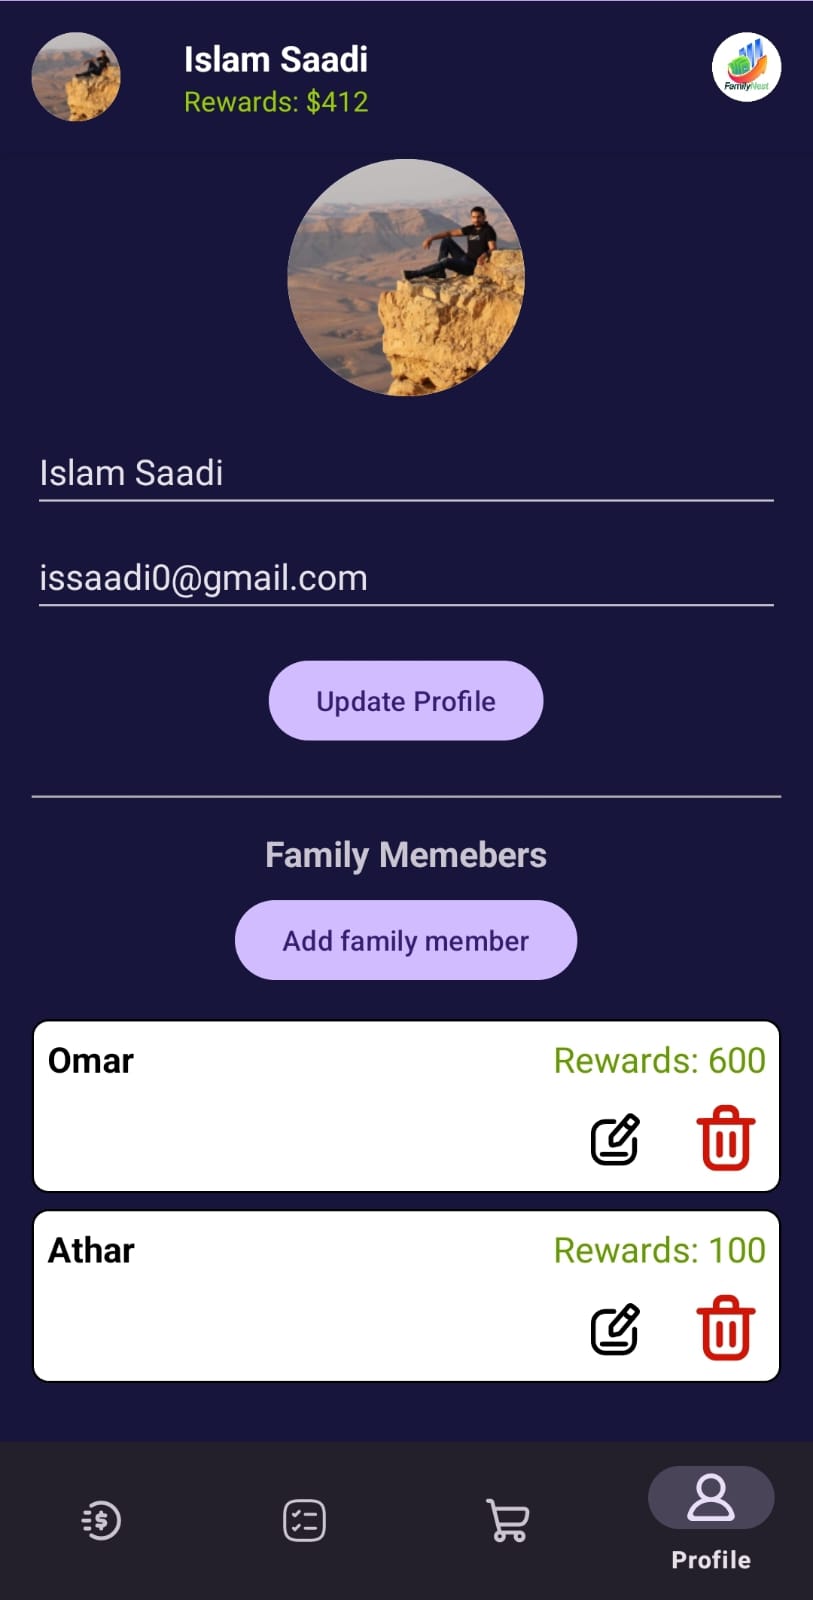 Islam Saadi
Rewards: $412
FamilyNest
Islam Saadi
issaadi0@gmail.com
Update Profile
Family Memebers
Add family member
Omar
Rewards: 600
Athar
Rewards: 100
Profile